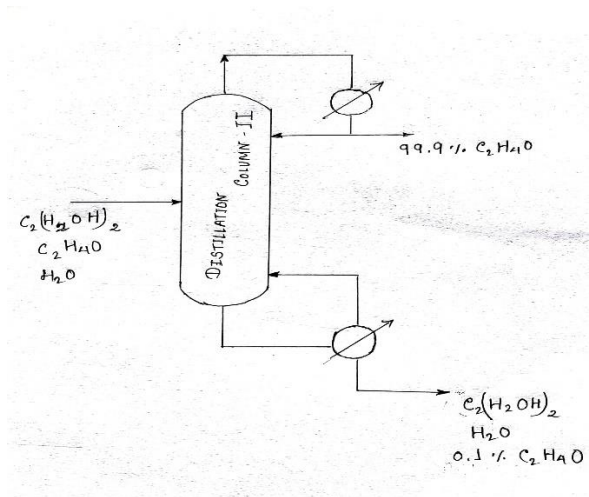 DISTILLATION
COLUMN-II
99.9 % C₂H₄O
C₂(H₂OH)₂
C₂H₄O
H₂O
C₂(H₂OH)₂
H₂O
0.1 % C₂H₄O